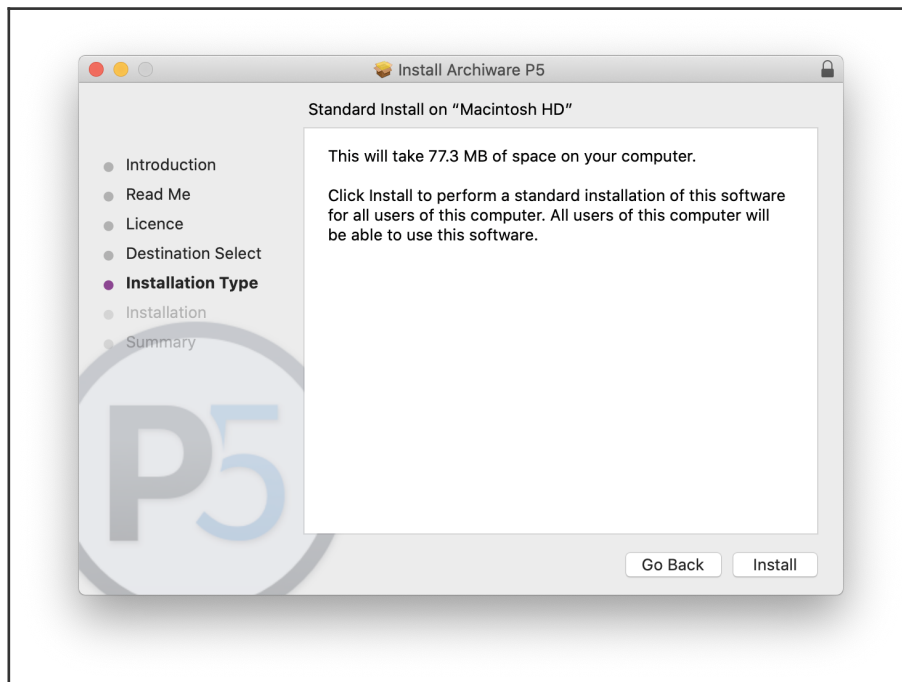 Install Archiware P5
Standard Install on “Macintosh HD”
Introduction
Read Me
Licence
Destination Select
Installation Type
Installation
Summary
This will take 77.3 MB of space on your computer.
Click Install to perform a standard installation of this software
for all users of this computer. All users of this computer will
be able to use this software.
P5
Go Back
Install